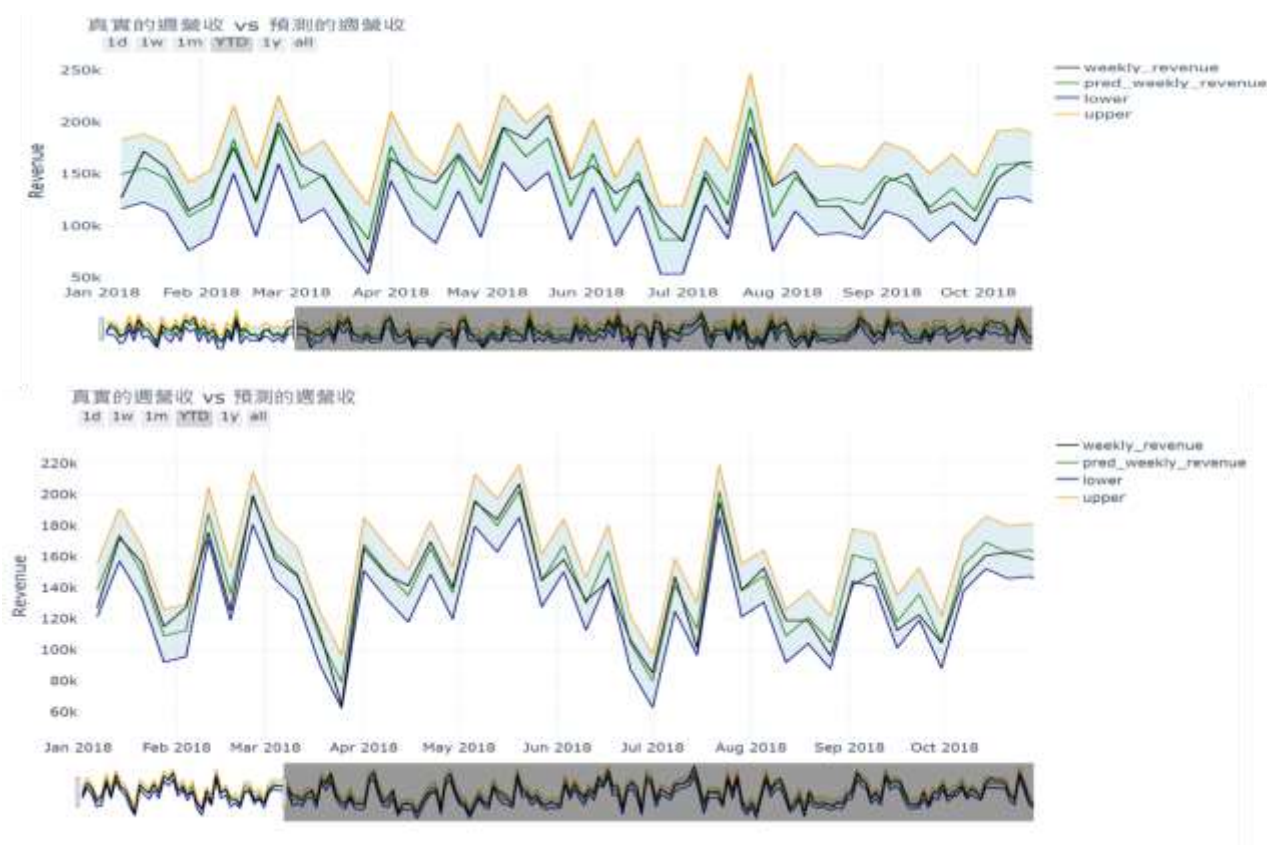 真實的週營收 vs 預測的週營收
1d 1w 1m YTD 1y all
250k
200k
150k
100k
50k
Revenue
weekly_revenue
pred_weekly_revenue
lower
upper
Jan 2018 Feb 2018 Mar 2018 Apr 2018 May 2018 Jun 2018 Jul 2018 Aug 2018 Sep 2018 Oct 2018
真實的週營收 vs 預測的週營收
1d 1w 1m YTD 1y all
220k
200k
180k
160k
140k
120k
100k
80k
60k
Revenue
weekly_revenue
pred_weekly_revenue
lower
upper
Jan 2018 Feb 2018 Mar 2018 Apr 2018 May 2018 Jun 2018 Jul 2018 Aug 2018 Sep 2018 Oct 2018